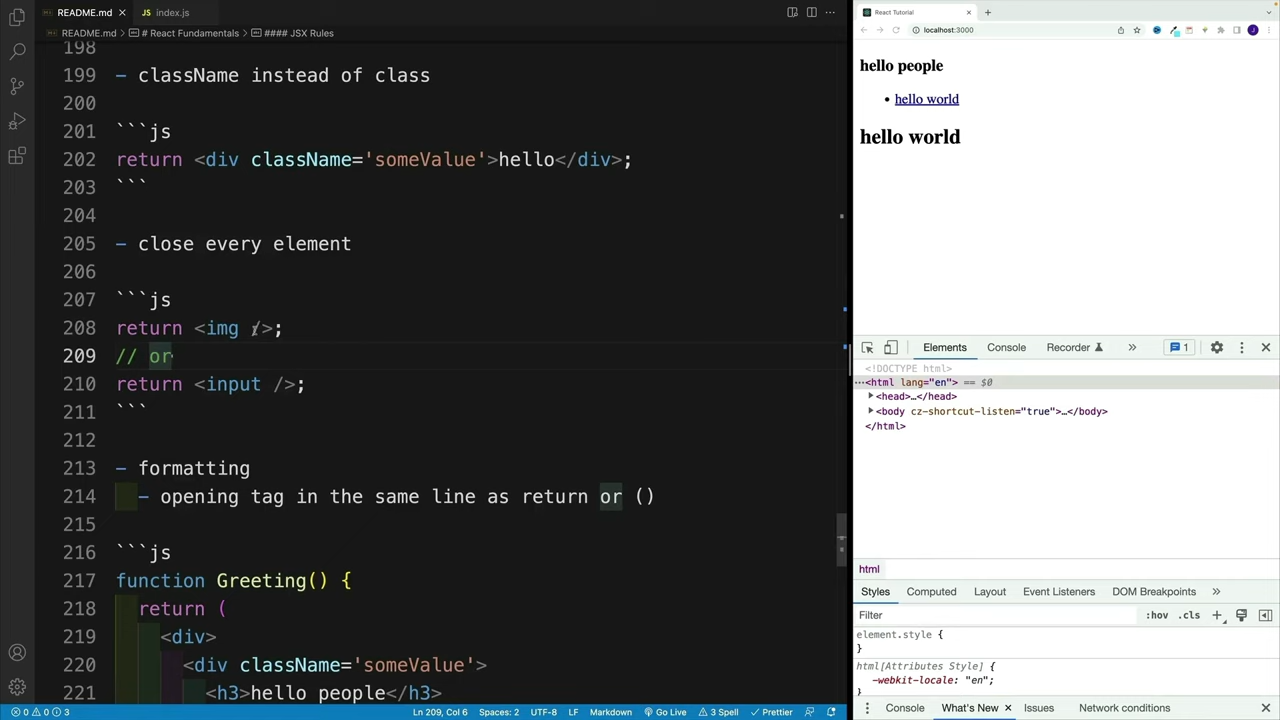 README.md
index.js
README.md > # React Fundamentals > #### JSX Rules
198
199 - className instead of class
200
201 ```js
202 return <div className='someValue'>hello</div>;
203 ```
204
205 - close every element
206
207 ```js
208 return <img />;
209 // or
210 return <input />;
211 ```
212
213 - formatting
214 - opening tag in the same line as return or ()
215
216 ```js
217 function Greeting() {
218 return (
219 <div>
220 <div className='someValue'>
221 <h3>hello people</h3>
0 0 3
Ln 209, Col 6
Spaces: 2
UTF-8
LF
Markdown
Go Live
3 Spell
Prettier
React Tutorial
localhost:3000
J
hello people
• hello world
hello world
Elements
Console
Recorder
1
<!DOCTYPE html>
<html lang="en"> == $0
<head>…</head>
<body cz-shortcut-listen="true">…</body>
</html>
html
Styles
Computed
Layout
Event Listeners
DOM Breakpoints
Filter
:hov .cls
element.style {
}
html[Attributes Style] {
-webkit-locale: "en";
}
Console
What's New
Issues
Network conditions